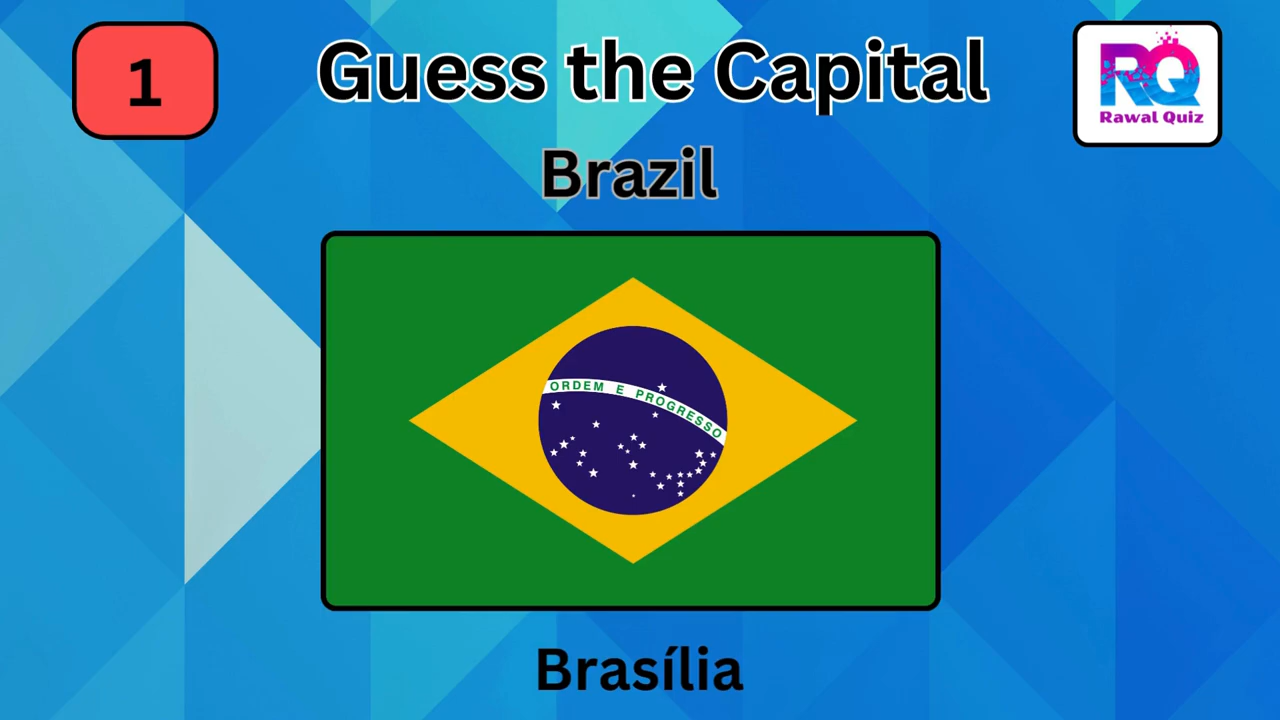 1
Guess the Capital
RQ
Rawal Quiz
Brazil
ORDEM E PROGRESSO
Brasília